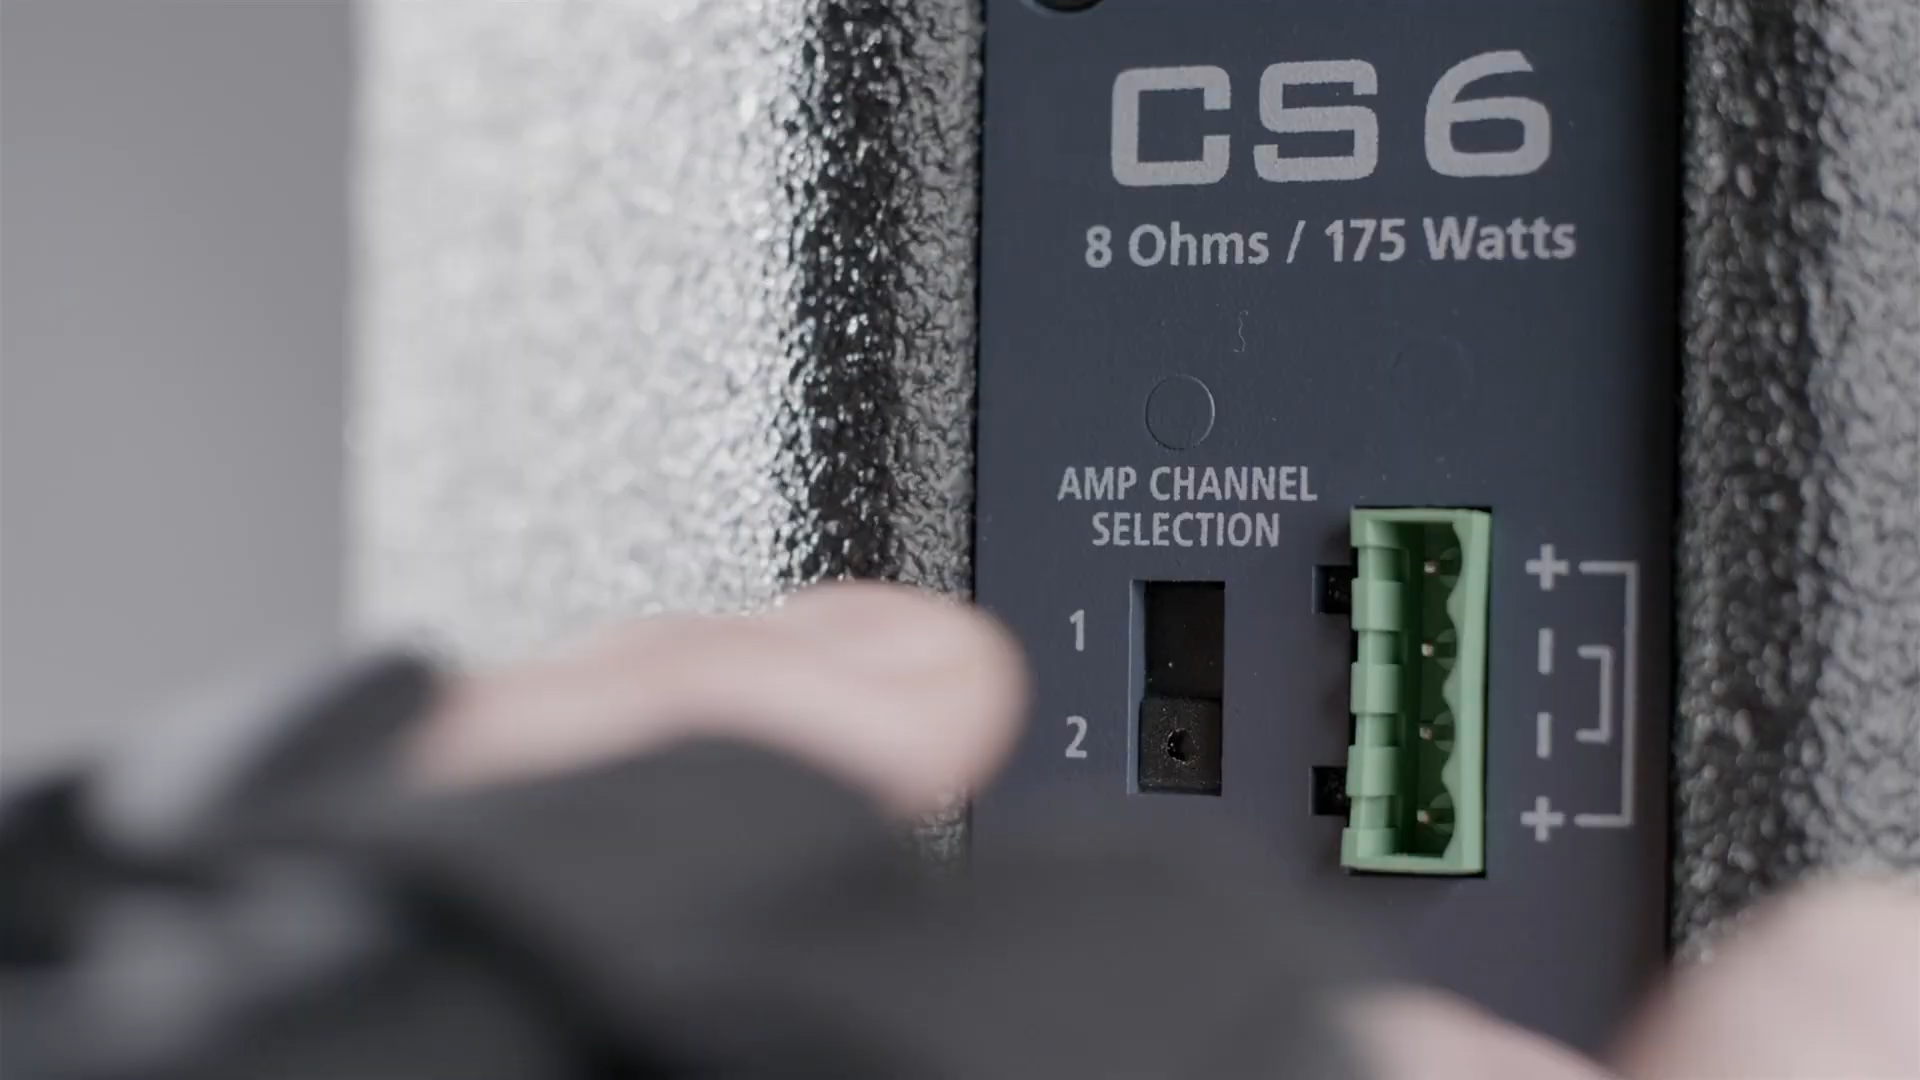 CS6
8 Ohms / 175 Watts
AMP CHANNEL
SELECTION
1
2
+
-
-
+